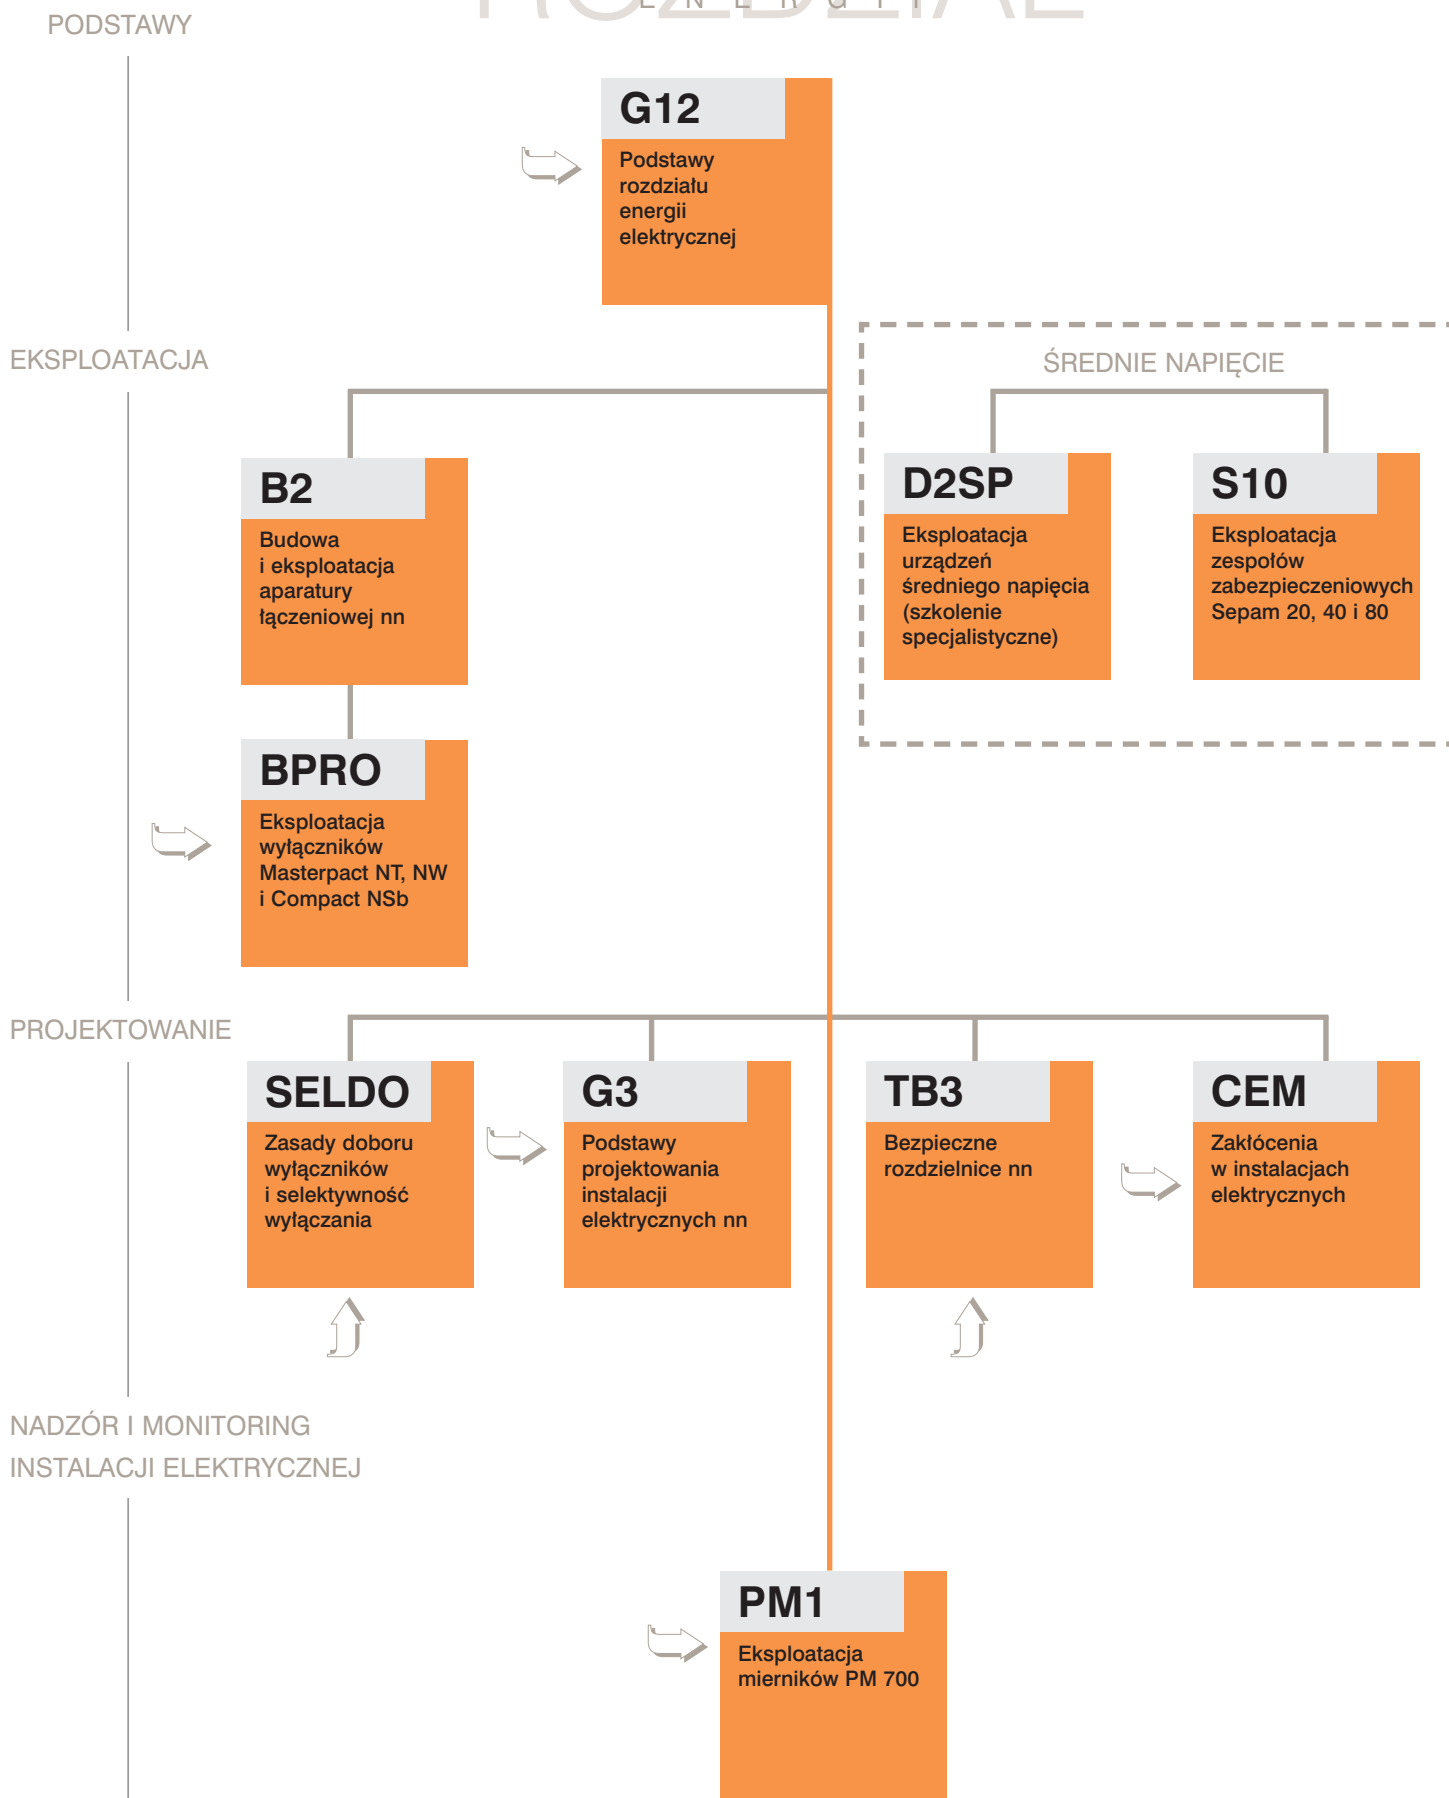 ROZDZIAŁ
ENERGII
PODSTAWY
G12
Podstawy
rozdziału
energii
elektrycznej
EKSPLOATACJA
ŚREDNIE NAPIĘCIE
B2
Budowa
i eksploatacja
aparatury
łączeniowej nn
D2SP
Eksploatacja
urządzeń
średniego napięcia
(szkolenie
specjalistyczne)
S10
Eksploatacja
zespołów
zabezpieczeniowych
Sepam 20, 40 i 80
BPRO
Eksploatacja
wyłączników
Masterpact NT, NW
i Compact NSb
PROJEKTOWANIE
SELDO
Zasady doboru
wyłączników
i selektywność
wyłączania
G3
Podstawy
projektowania
instalacji
elektrycznych nn
TB3
Bezpieczne
rozdzielnice nn
CEM
Zakłócenia
w instalacjach
elektrycznych
NADZÓR I MONITORING
INSTALACJI ELEKTRYCZNEJ
PM1
Eksploatacja
mierników PM 700